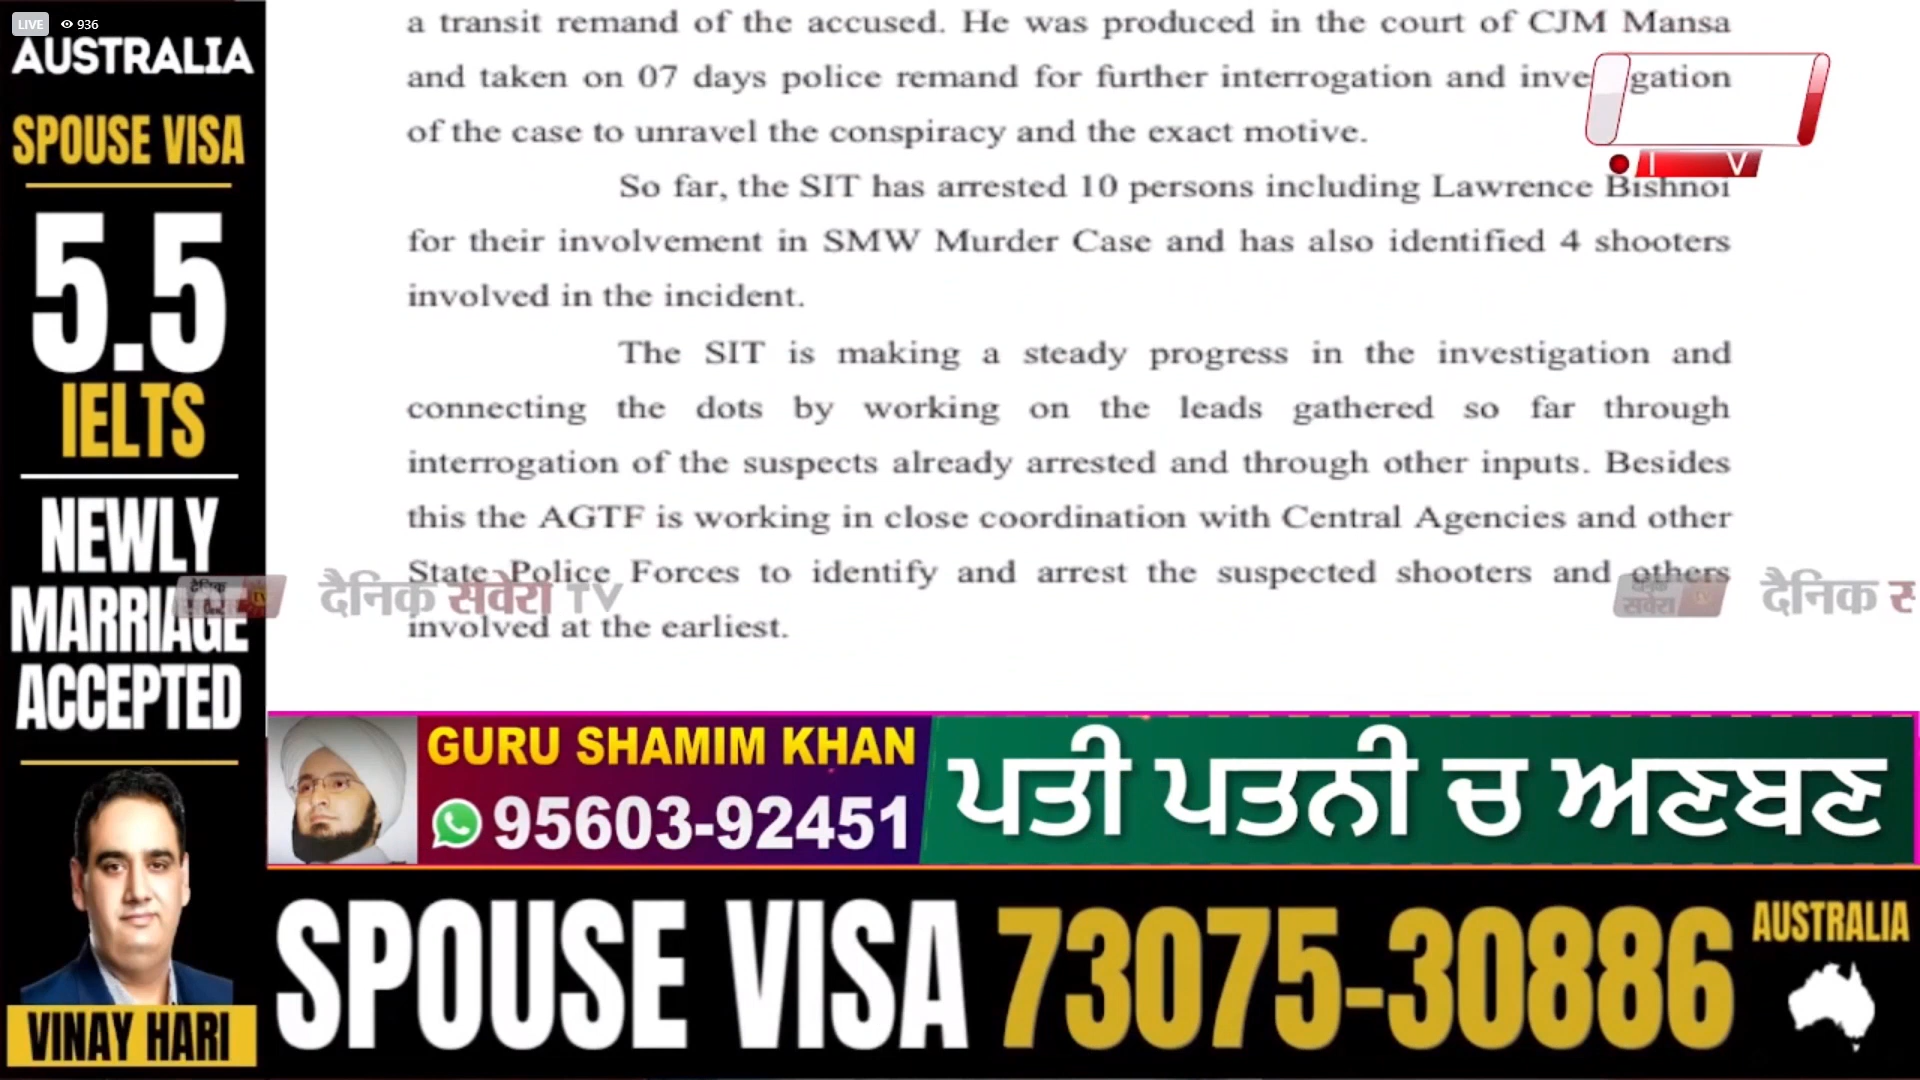 LIVE 936
AUSTRALIA
SPOUSE VISA
5.5
IELTS
NEWLY
MARRIAGE
ACCEPTED
VINAY HARI
a transit remand of the accused. He was produced in the court of CJM Mansa
and taken on 07 days police remand for further interrogation and inve gation
of the case to unravel the conspiracy and the exact motive.
So far, the SIT has arrested 10 persons including Lawrence Bishnoi
for their involvement in SMW Murder Case and has also identified 4 shooters
involved in the incident.
The SIT is making a steady progress in the investigation and
connecting the dots by working on the leads gathered so far through
interrogation of the suspects already arrested and through other inputs. Besides
this the AGTF is working in close coordination with Central Agencies and other
State Police Forces to identify and arrest the suspected shooters and others
involved at the earliest.
दैनिक सवेरा TV
दैनिक सवेरा TV
सवेरा TV
दैनिक स
GURU SHAMIM KHAN
95603-92451
ਪਤੀ ਪਤਨੀ ਚ ਅਣਬਣ
SPOUSE VISA 73075-30886
AUSTRALIA